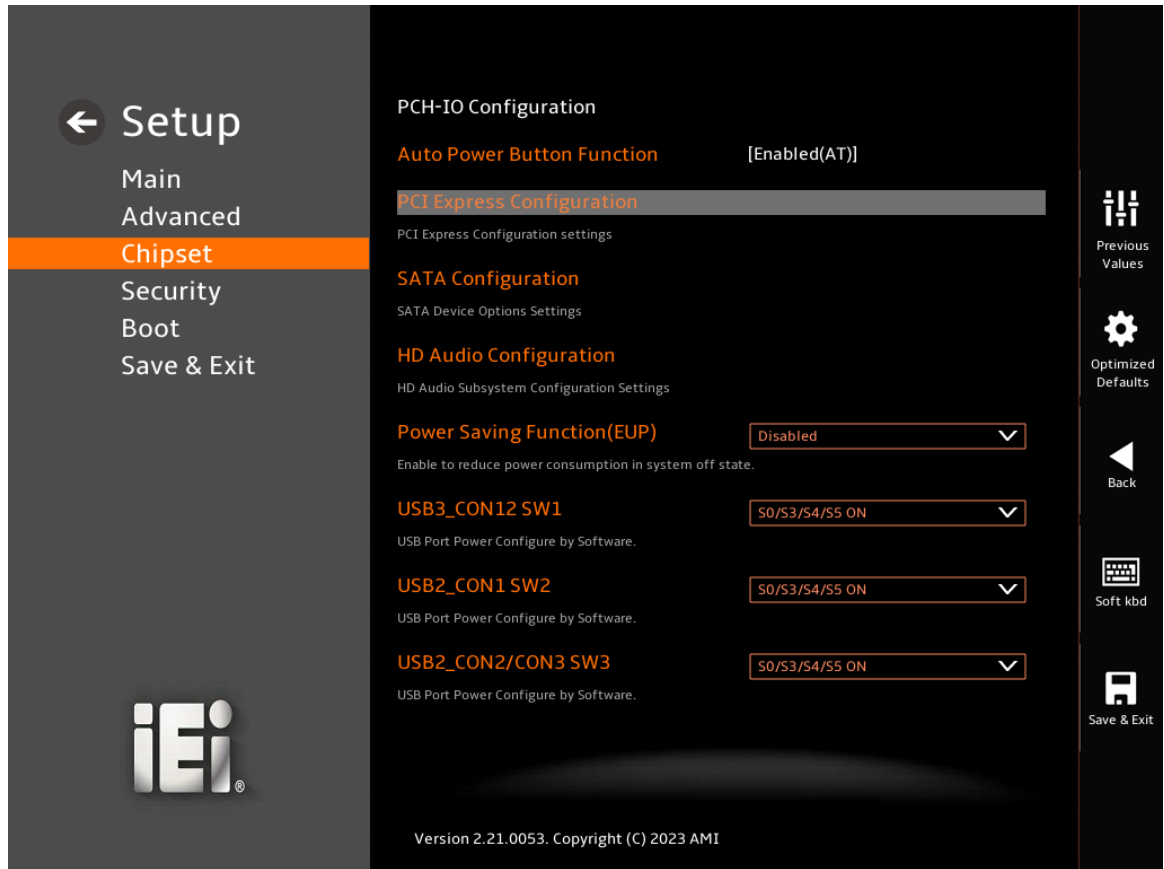 Setup
Main
Advanced
Chipset
Security
Boot
Save & Exit
iEi®
PCH-IO Configuration
Auto Power Button Function [Enabled(AT)]
PCI Express Configuration
PCI Express Configuration settings
SATA Configuration
SATA Device Options Settings
HD Audio Configuration
HD Audio Subsystem Configuration Settings
Power Saving Function(EUP) Disabled
Enable to reduce power consumption in system off state.
USB3_CON12 SW1 S0/S3/S4/S5 ON
USB Port Power Configure by Software.
USB2_CON1 SW2 S0/S3/S4/S5 ON
USB Port Power Configure by Software.
USB2_CON2/CON3 SW3 S0/S3/S4/S5 ON
USB Port Power Configure by Software.
Version 2.21.0053. Copyright (C) 2023 AMI
Previous
Values
Optimized
Defaults
Back
Soft kbd
Save & Exit